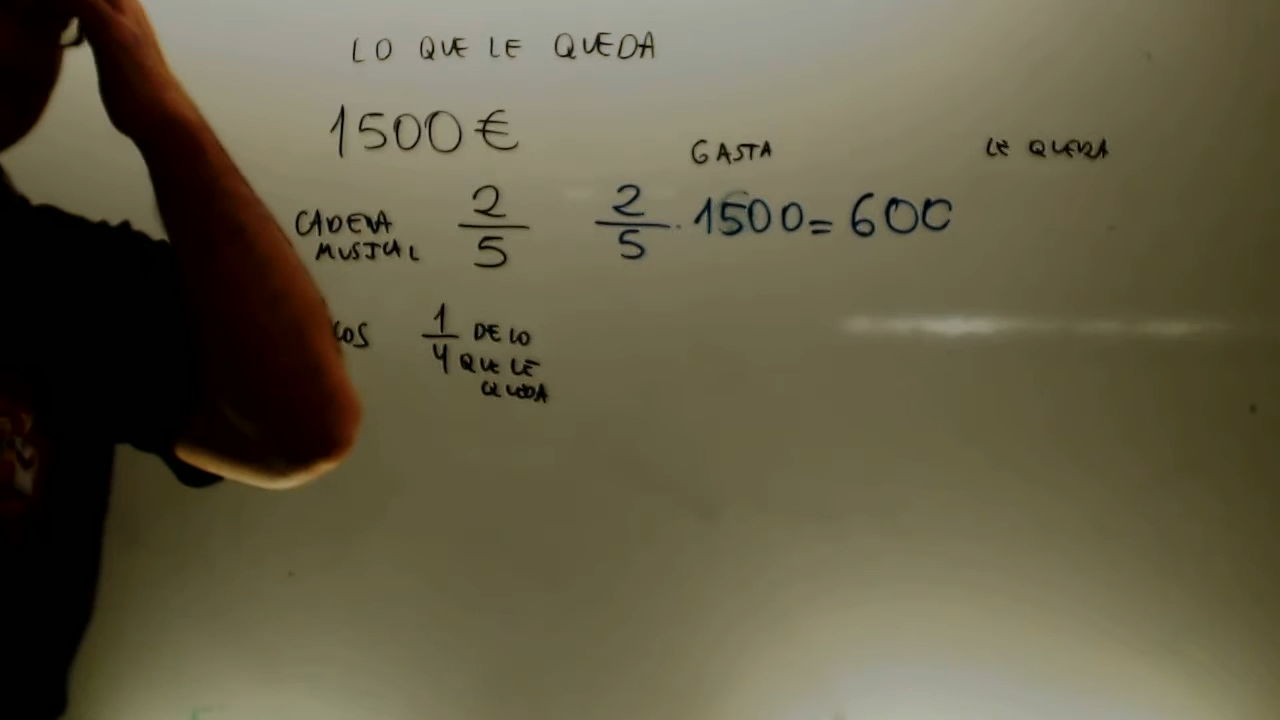 LO QUE LE QUEDA
1500 €
GASTA
LE QUEDA
CADENA
MUSICAL
2/5
2/5 · 1500 = 600
1/4 DE LO
QUE LE
QUEDA